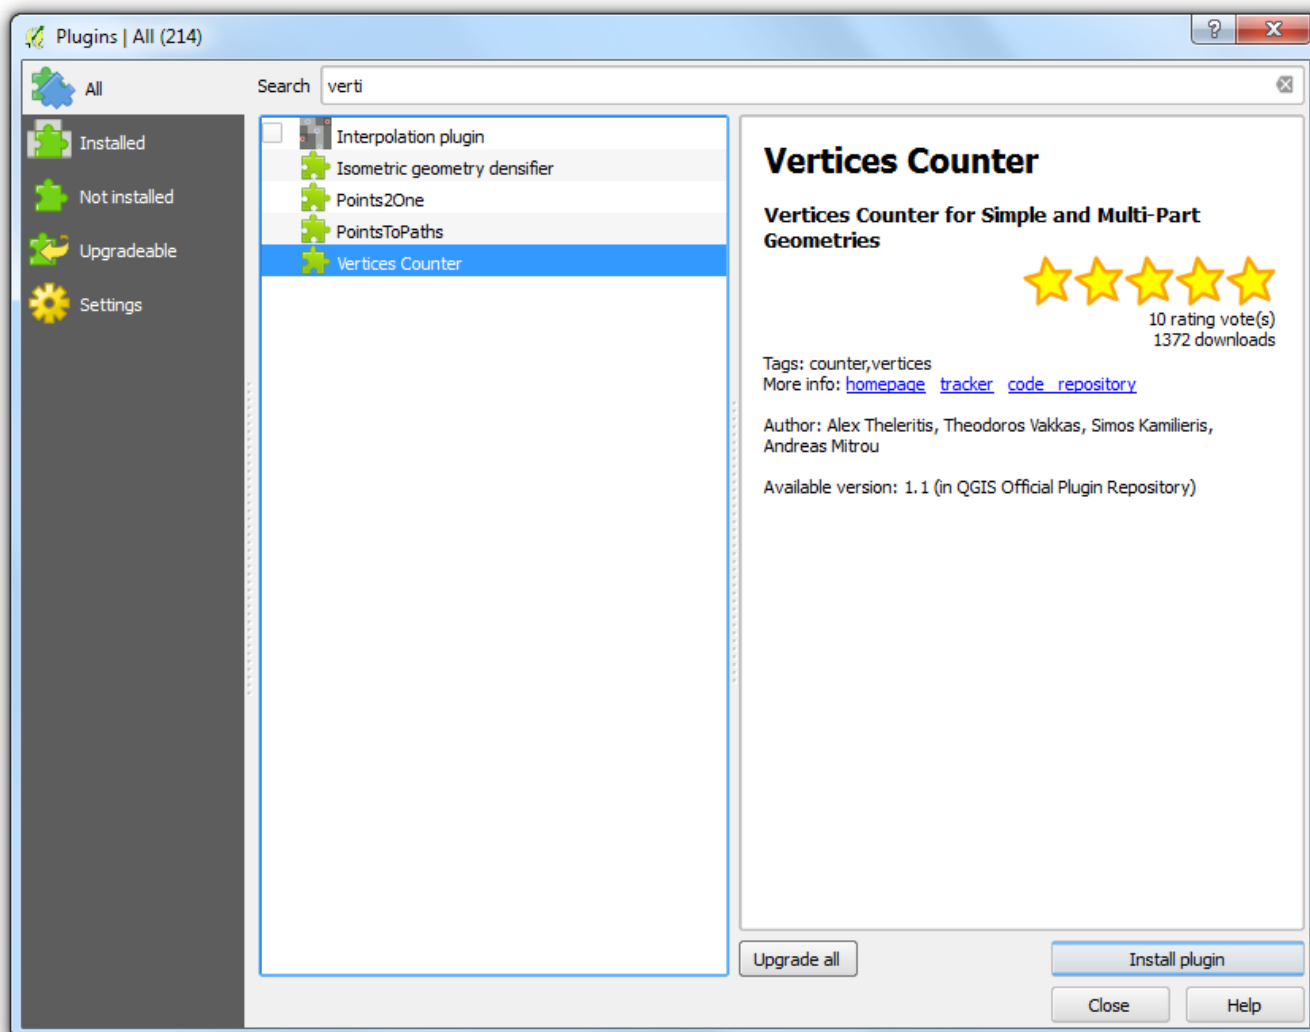 Plugins | All (214)
?
All
Installed
Not installed
Upgradeable
Settings
Search verti
Interpolation plugin
Isometric geometry densifier
Points2One
PointsToPaths
Vertices Counter
Vertices Counter
Vertices Counter for Simple and Multi-Part
Geometries
10 rating vote(s)
1372 downloads
Tags: counter,vertices
More info: homepage tracker code repository
Author: Alex Theleritis, Theodoros Vakkas, Simos Kamilieris,
Andreas Mitrou
Available version: 1.1 (in QGIS Official Plugin Repository)
Upgrade all
Install plugin
Close
Help